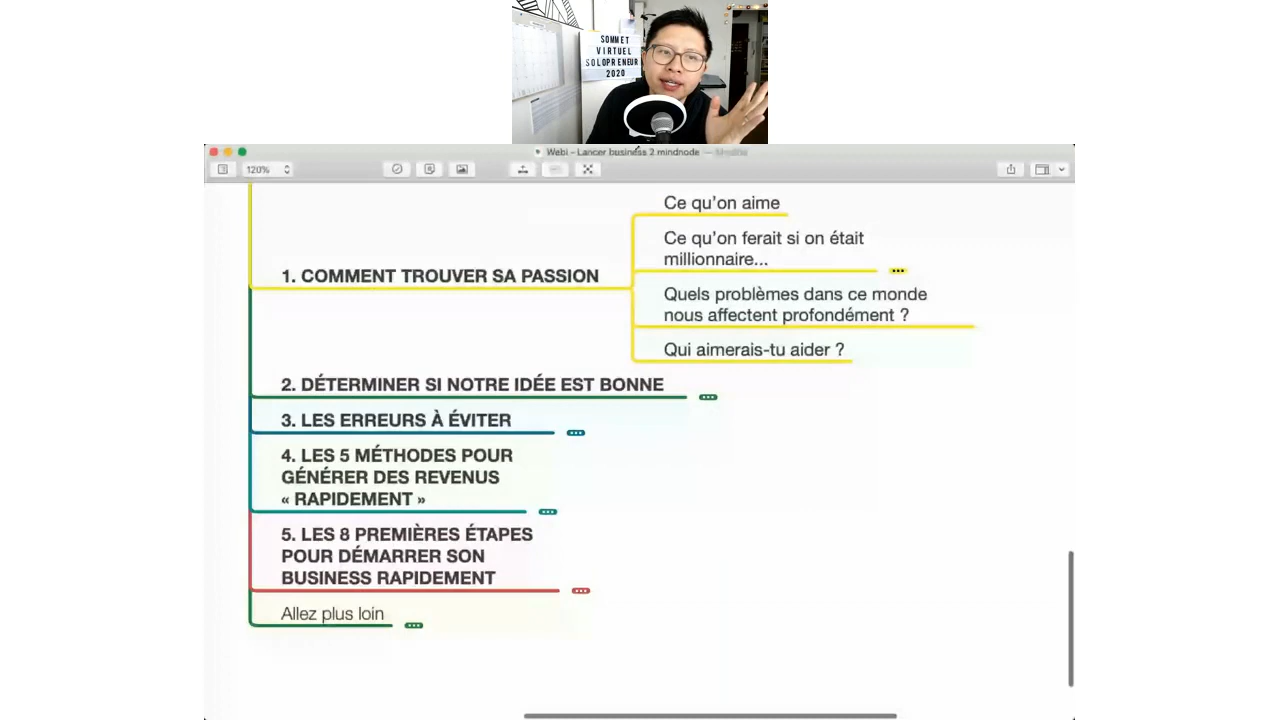 SOMMET
VIRTUEL
SOLOPRENEUR
2020
Webi - Lancer business 2 mindnode
120%
Ce qu'on aime
Ce qu'on ferait si on était
millionnaire...
1. COMMENT TROUVER SA PASSION
Quels problèmes dans ce monde
nous affectent profondément ?
Qui aimerais-tu aider ?
2. DÉTERMINER SI NOTRE IDÉE EST BONNE
3. LES ERREURS À ÉVITER
4. LES 5 MÉTHODES POUR
GÉNÉRER DES REVENUS
« RAPIDEMENT »
5. LES 8 PREMIÈRES ÉTAPES
POUR DÉMARRER SON
BUSINESS RAPIDEMENT
Allez plus loin